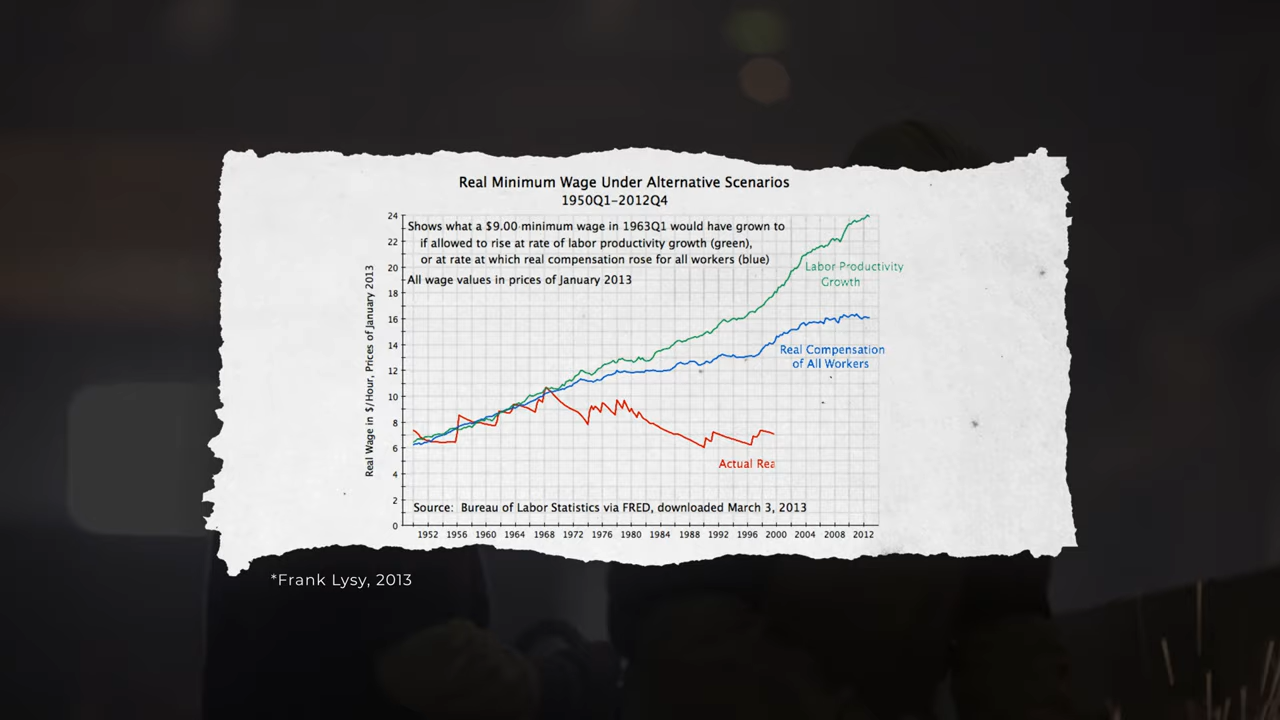 Real Minimum Wage Under Alternative Scenarios
1950Q1-2012Q4
Real Wage in $/Hour, Prices of January 2013
24
22
20
18
16
14
12
10
8
6
4
2
0
Shows what a $9.00 minimum wage in 1963Q1 would have grown to
if allowed to rise at rate of labor productivity growth (green),
or at rate at which real compensation rose for all workers (blue)
All wage values in prices of January 2013
Labor Productivity
Growth
Real Compensation
of All Workers
Actual Rea
Source: Bureau of Labor Statistics via FRED, downloaded March 3, 2013
1952 1956 1960 1964 1968 1972 1976 1980 1984 1988 1992 1996 2000 2004 2008 2012
*Frank Lysy, 2013